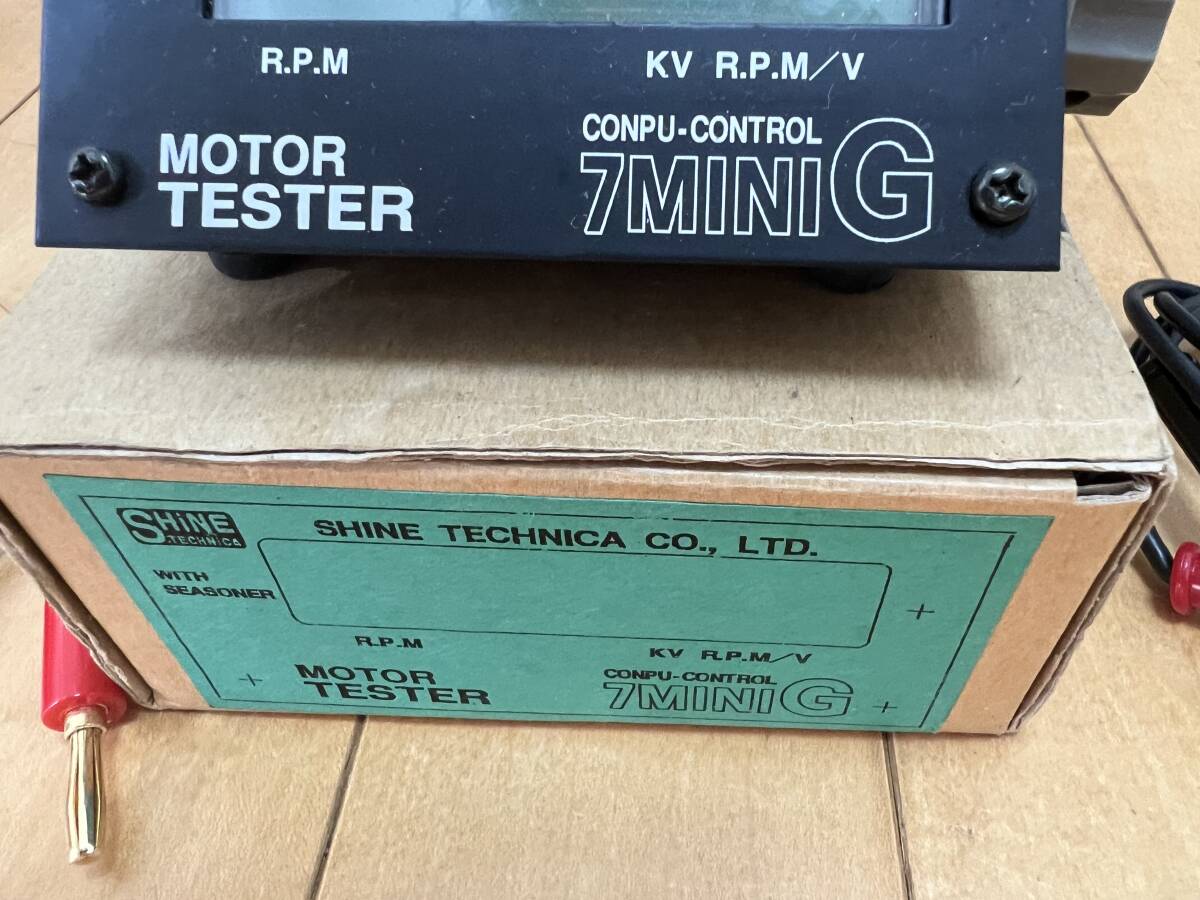 R.P.M
KV R.P.M/V
MOTOR
TESTER
CONPU-CONTROL
7MINIG
SHINE
TECHNICA
SHINE TECHNICA CO., LTD.
WITH
SEASONER
R.P.M
KV R.P.M/V
MOTOR
TESTER
CONPU-CONTROL
7MINIG